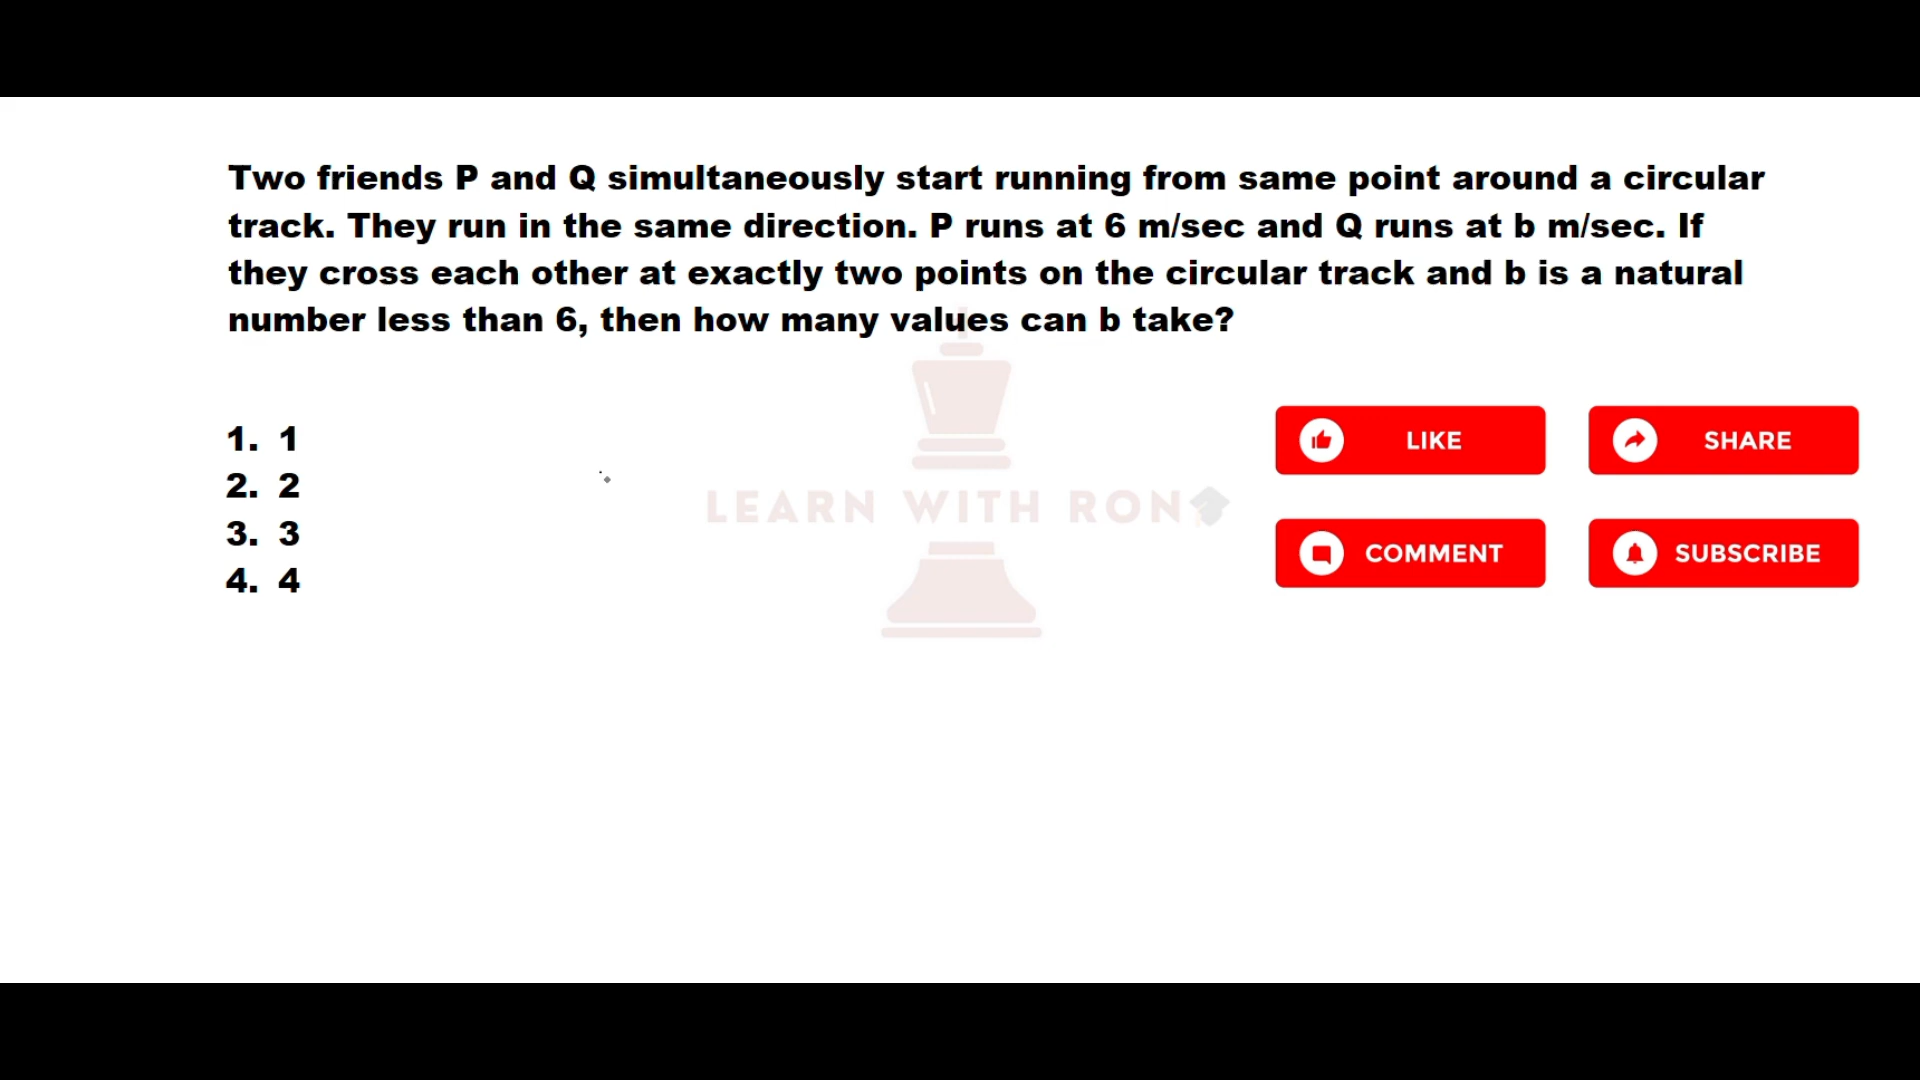 Two friends P and Q simultaneously start running from same point around a circular
track. They run in the same direction. P runs at 6 m/sec and Q runs at b m/sec. If
they cross each other at exactly two points on the circular track and b is a natural
number less than 6, then how many values can b take?
1. 1
2. 2
3. 3
4. 4
LIKE
SHARE
LEARN WITH RON
COMMENT
SUBSCRIBE